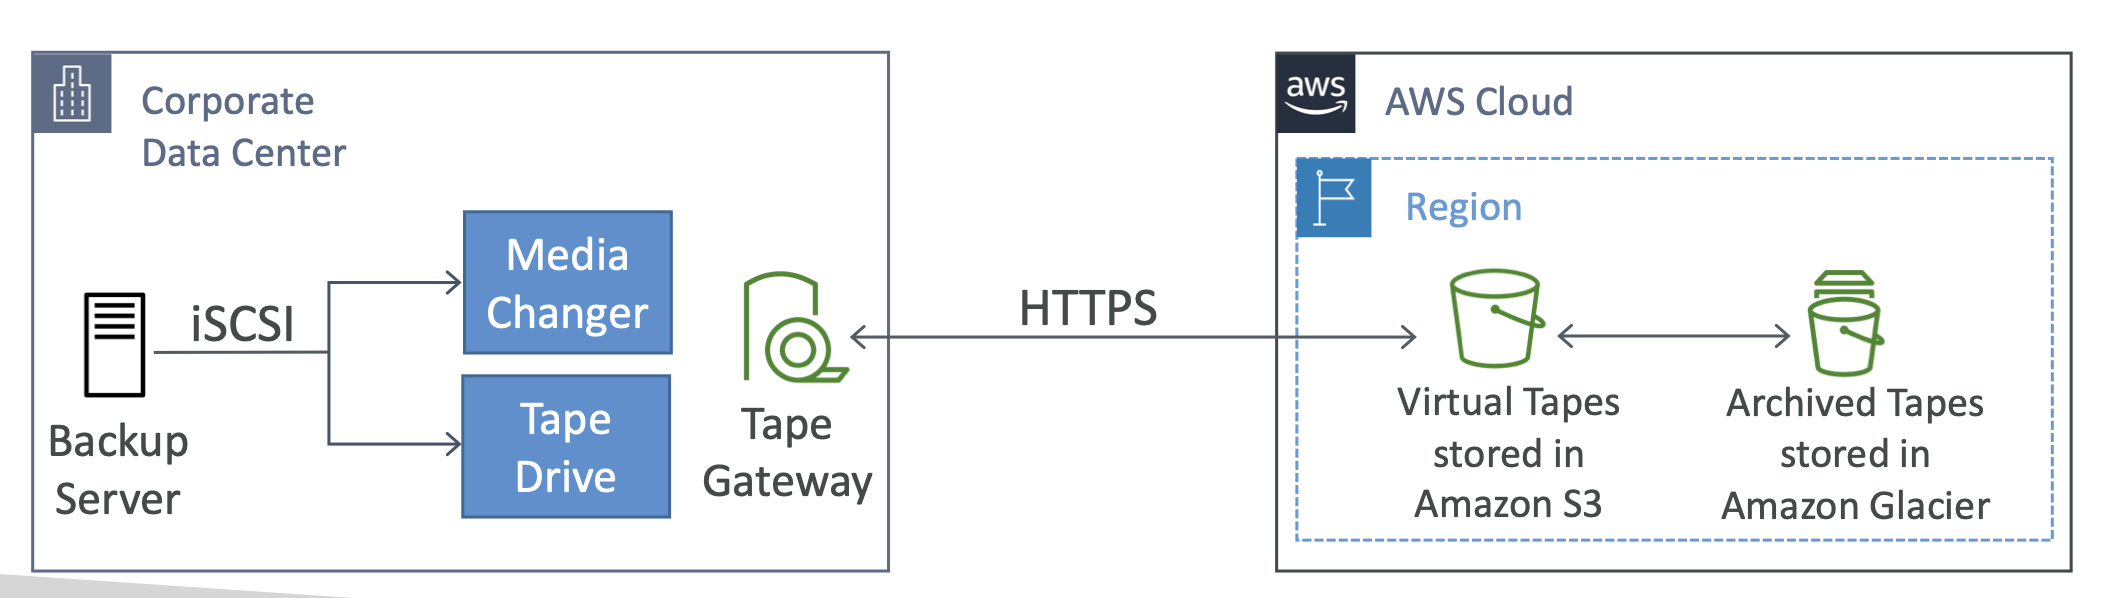 Corporate
Data Center
Backup
Server
iSCSI
Media
Changer
Tape
Drive
Tape
Gateway
HTTPS
aws
AWS Cloud
Region
Virtual Tapes
stored in
Amazon S3
Archived Tapes
stored in
Amazon Glacier